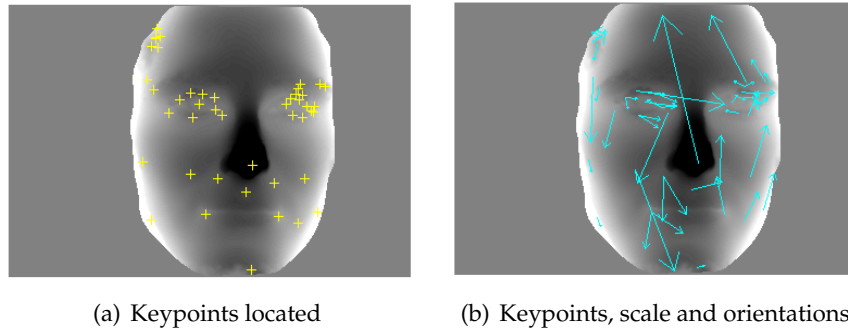 (a) Keypoints located
(b) Keypoints, scale and orientations